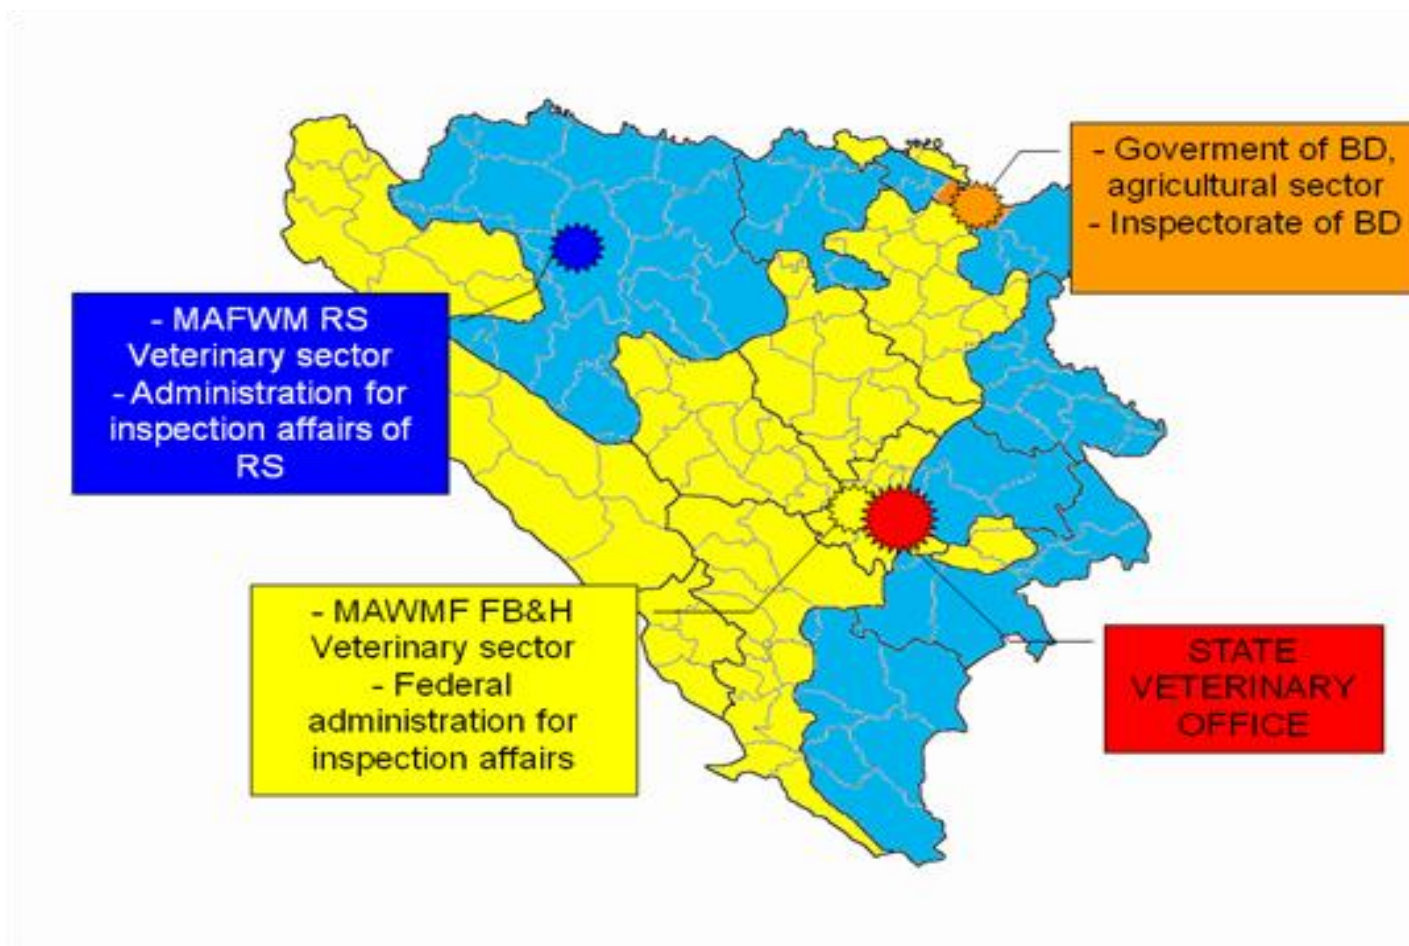 - Goverment of BD,
agricultural sector
- Inspectorate of BD
- MAFWM RS
Veterinary sector
- Administration for
inspection affairs of
RS
- MAWMF FB&H
Veterinary sector
- Federal
administration for
inspection affairs
STATE
VETERINARY
OFFICE